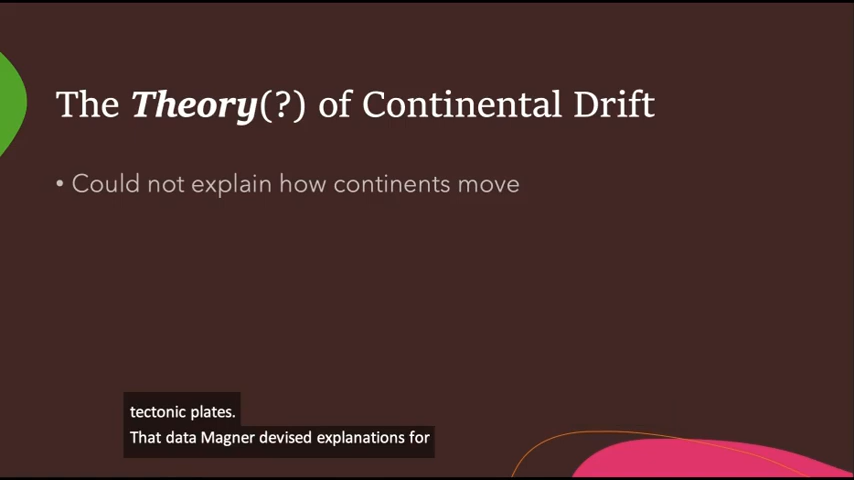 The Theory(?) of Continental Drift
• Could not explain how continents move
tectonic plates.
That data Magner devised explanations for